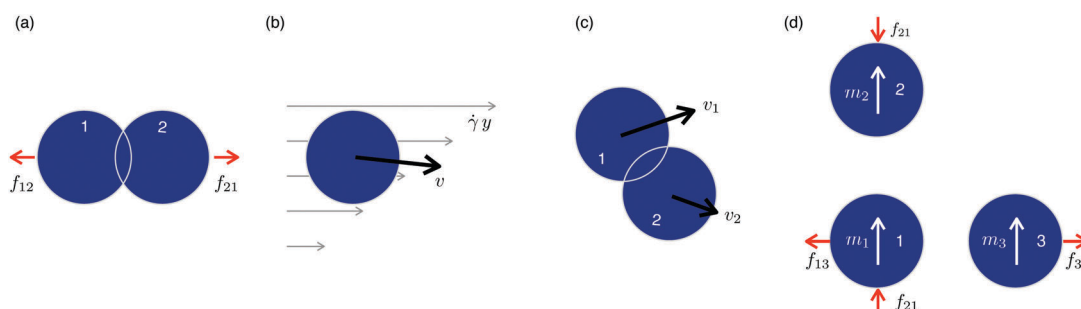 (a)
1
2
f₁₂
f₂₁
(b)
γ̇ y
v
(c)
v₁
1
2
v₂
(d)
f₂₁
m₂
2
m₁
1
m₃
3
f₁₃
f₃
f₂₁